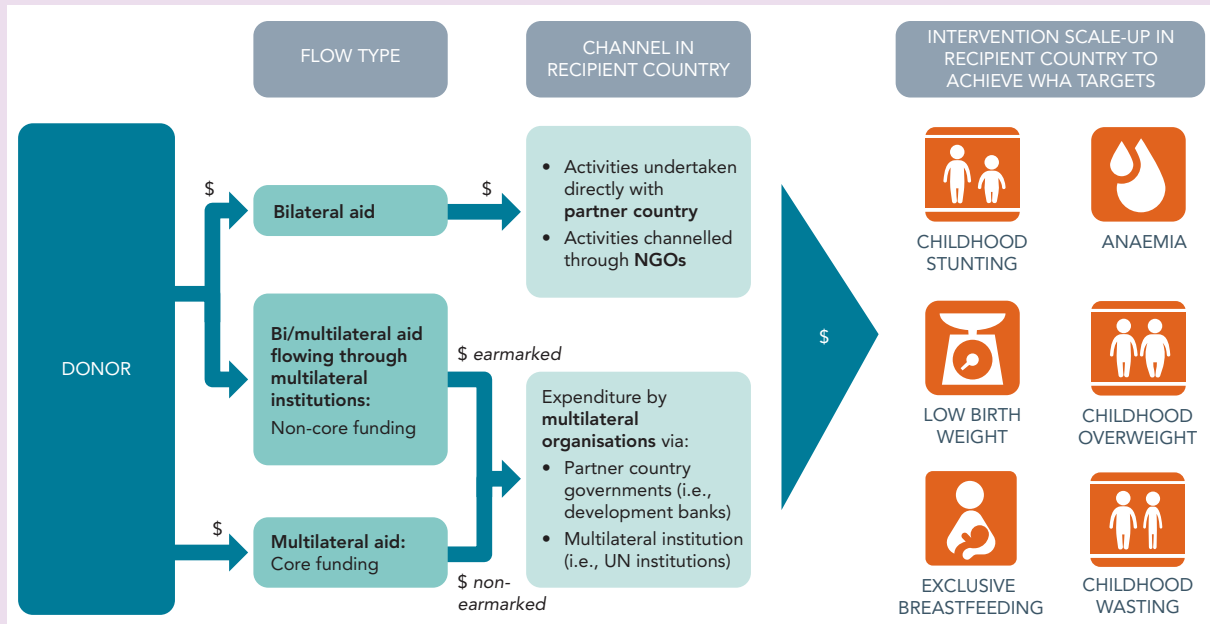 FLOW TYPE
CHANNEL IN
RECIPIENT COUNTRY
INTERVENTION SCALE-UP IN
RECIPIENT COUNTRY TO
ACHIEVE WHA TARGETS
DONOR
$
Bilateral aid
$
• Activities undertaken
directly with
partner country
• Activities channelled
through NGOs
Bi/multilateral aid
flowing through
multilateral
institutions:
Non-core funding
$ earmarked
$
Multilateral aid:
Core funding
$ non-
earmarked
Expenditure by
multilateral
organisations via:
• Partner country
governments (i.e.,
development banks)
• Multilateral institution
(i.e., UN institutions)
$
CHILDHOOD
STUNTING
ANAEMIA
LOW BIRTH
WEIGHT
CHILDHOOD
OVERWEIGHT
EXCLUSIVE
BREASTFEEDING
CHILDHOOD
WASTING